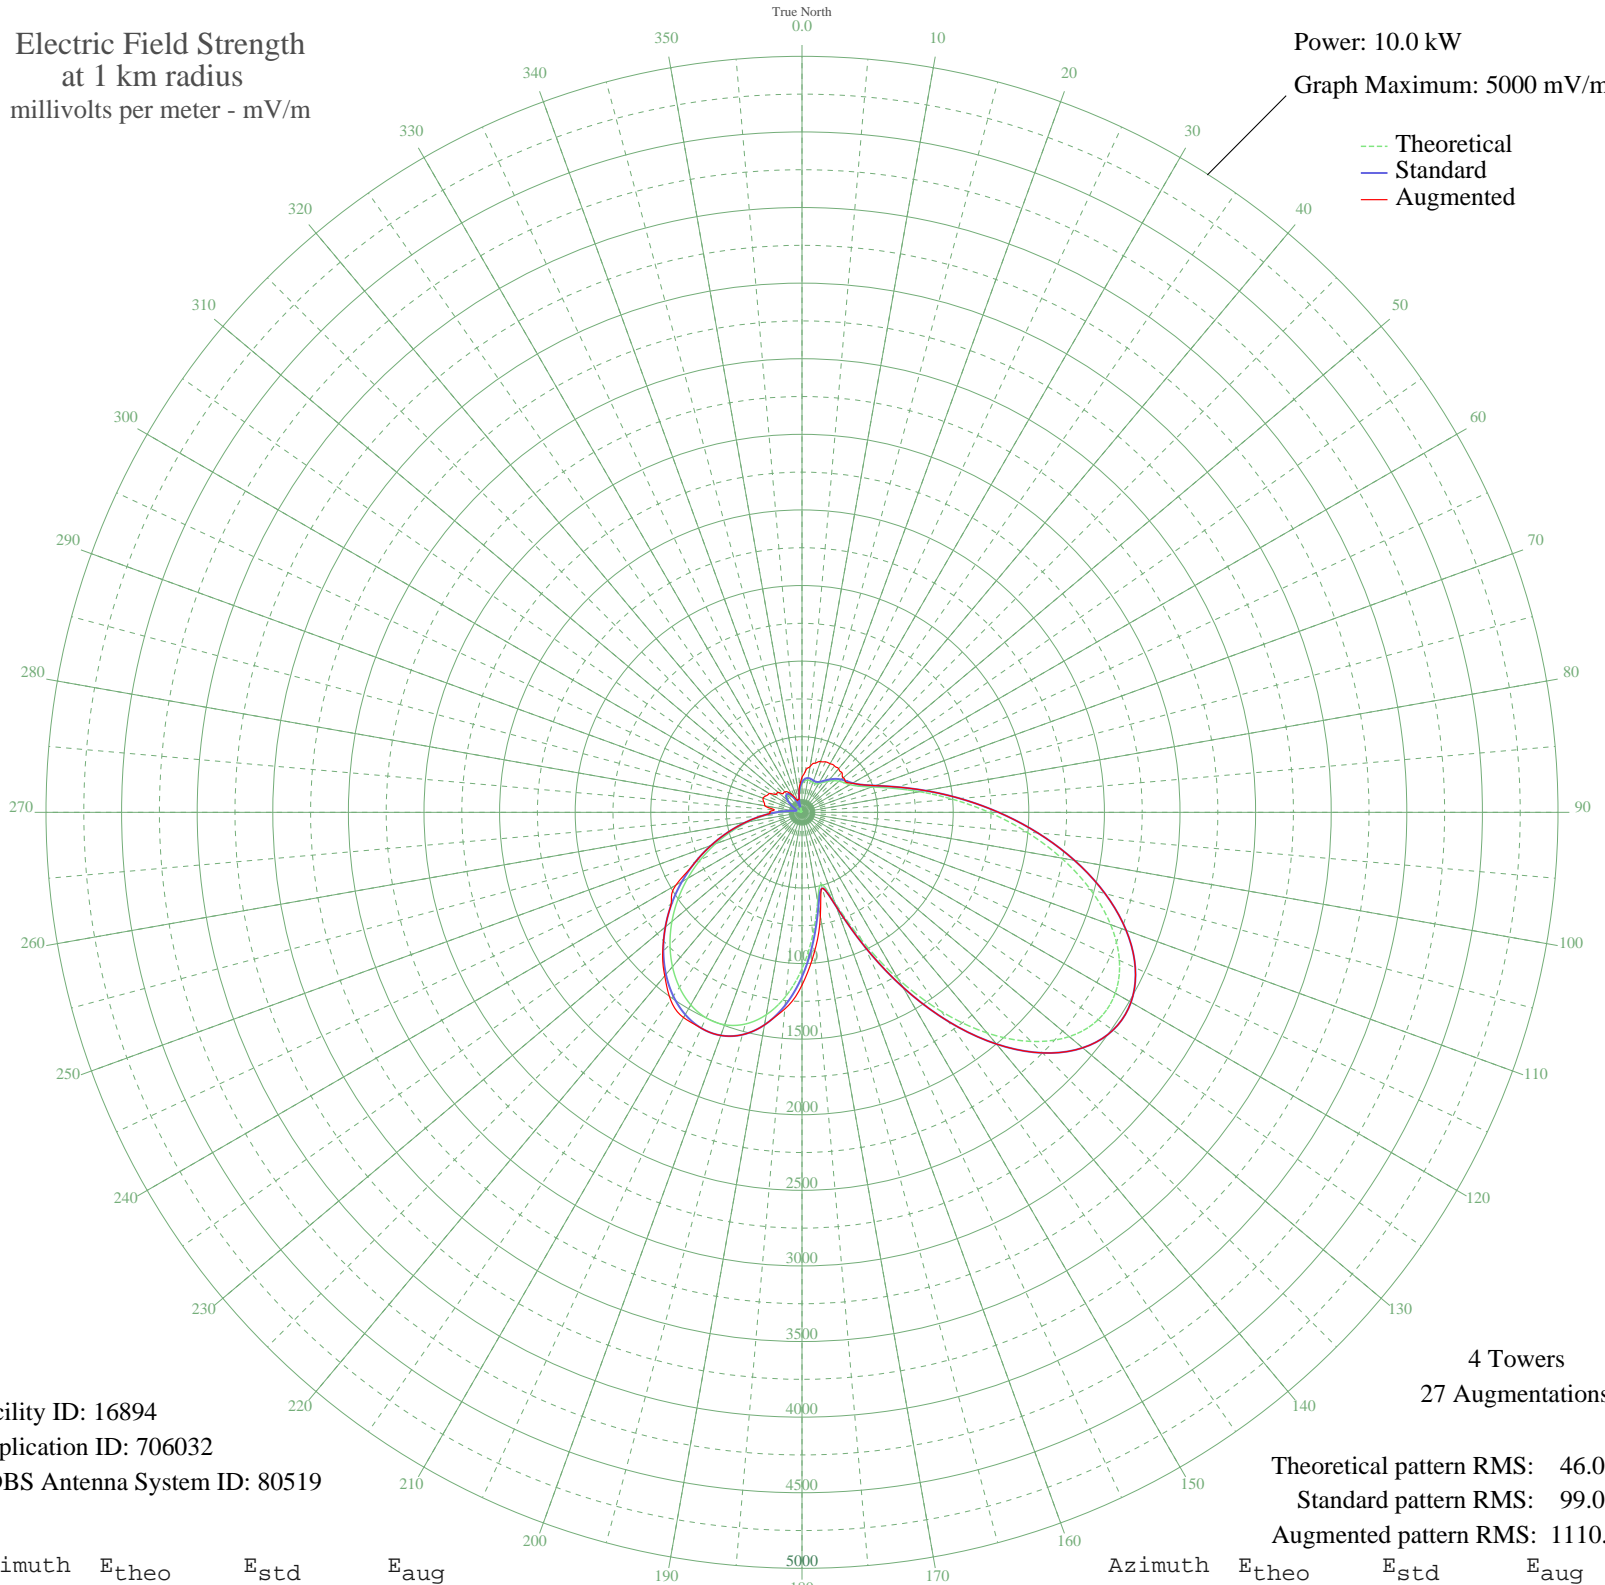 True North
0.0
Electric Field Strength
at 1 km radius
millivolts per meter - mV/m
Power: 10.0 kW
Graph Maximum: 5000 mV/m
Theoretical
Standard
Augmented
350
10
340
20
330
30
320
40
310
50
300
60
290
70
280
80
270
90
260
100
250
110
240
120
230
130
220
140
210
150
200
160
190
170
1000
1500
2000
2500
3000
3500
4000
4500
5000
4 Towers
27 Augmentations
cility ID: 16894
plication ID: 706032
DBS Antenna System ID: 80519
Theoretical pattern RMS: 46.0
Standard pattern RMS: 99.0
Augmented pattern RMS: 1110.
imuth Etheo Estd Eaug
Azimuth Etheo Estd Eaug